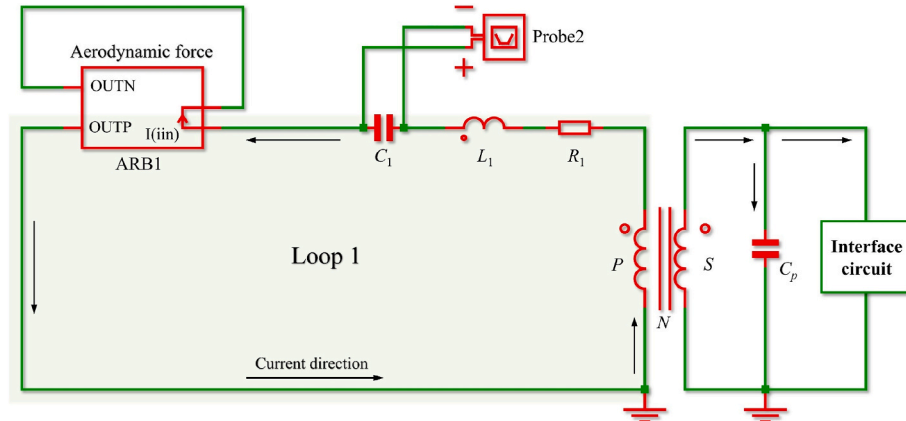 Aerodynamic force
OUTN
OUTP
I(iin)
ARB1
Probe2
C₁
L₁
R₁
Loop 1
P
S
N
Cₚ
Interface
circuit
Current direction